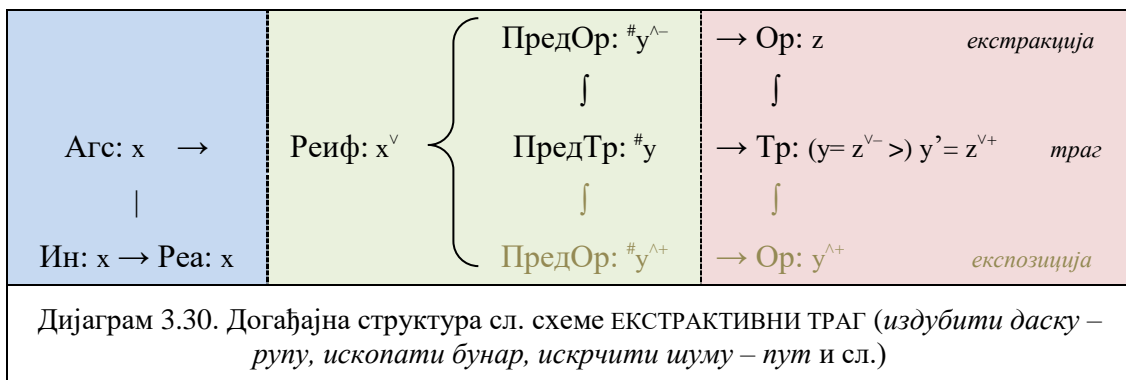 ПредОр: #y^– → Ор: z екстракција
∫ ∫
Агс: x → Реиф: x˅ { ПредТр: #y → Тр: (y= z˅– >) y’= z˅+ траг
| ∫ ∫
Ин: x → Реа: x ПредОр: #y^+ → Ор: y^+ експозиција
Дијаграм 3.30. Догађајна структура сл. схеме ЕКСТРАКТИВНИ ТРАГ (издубити даску –
рупу, ископати бунар, искрчити шуму – пут и сл.)